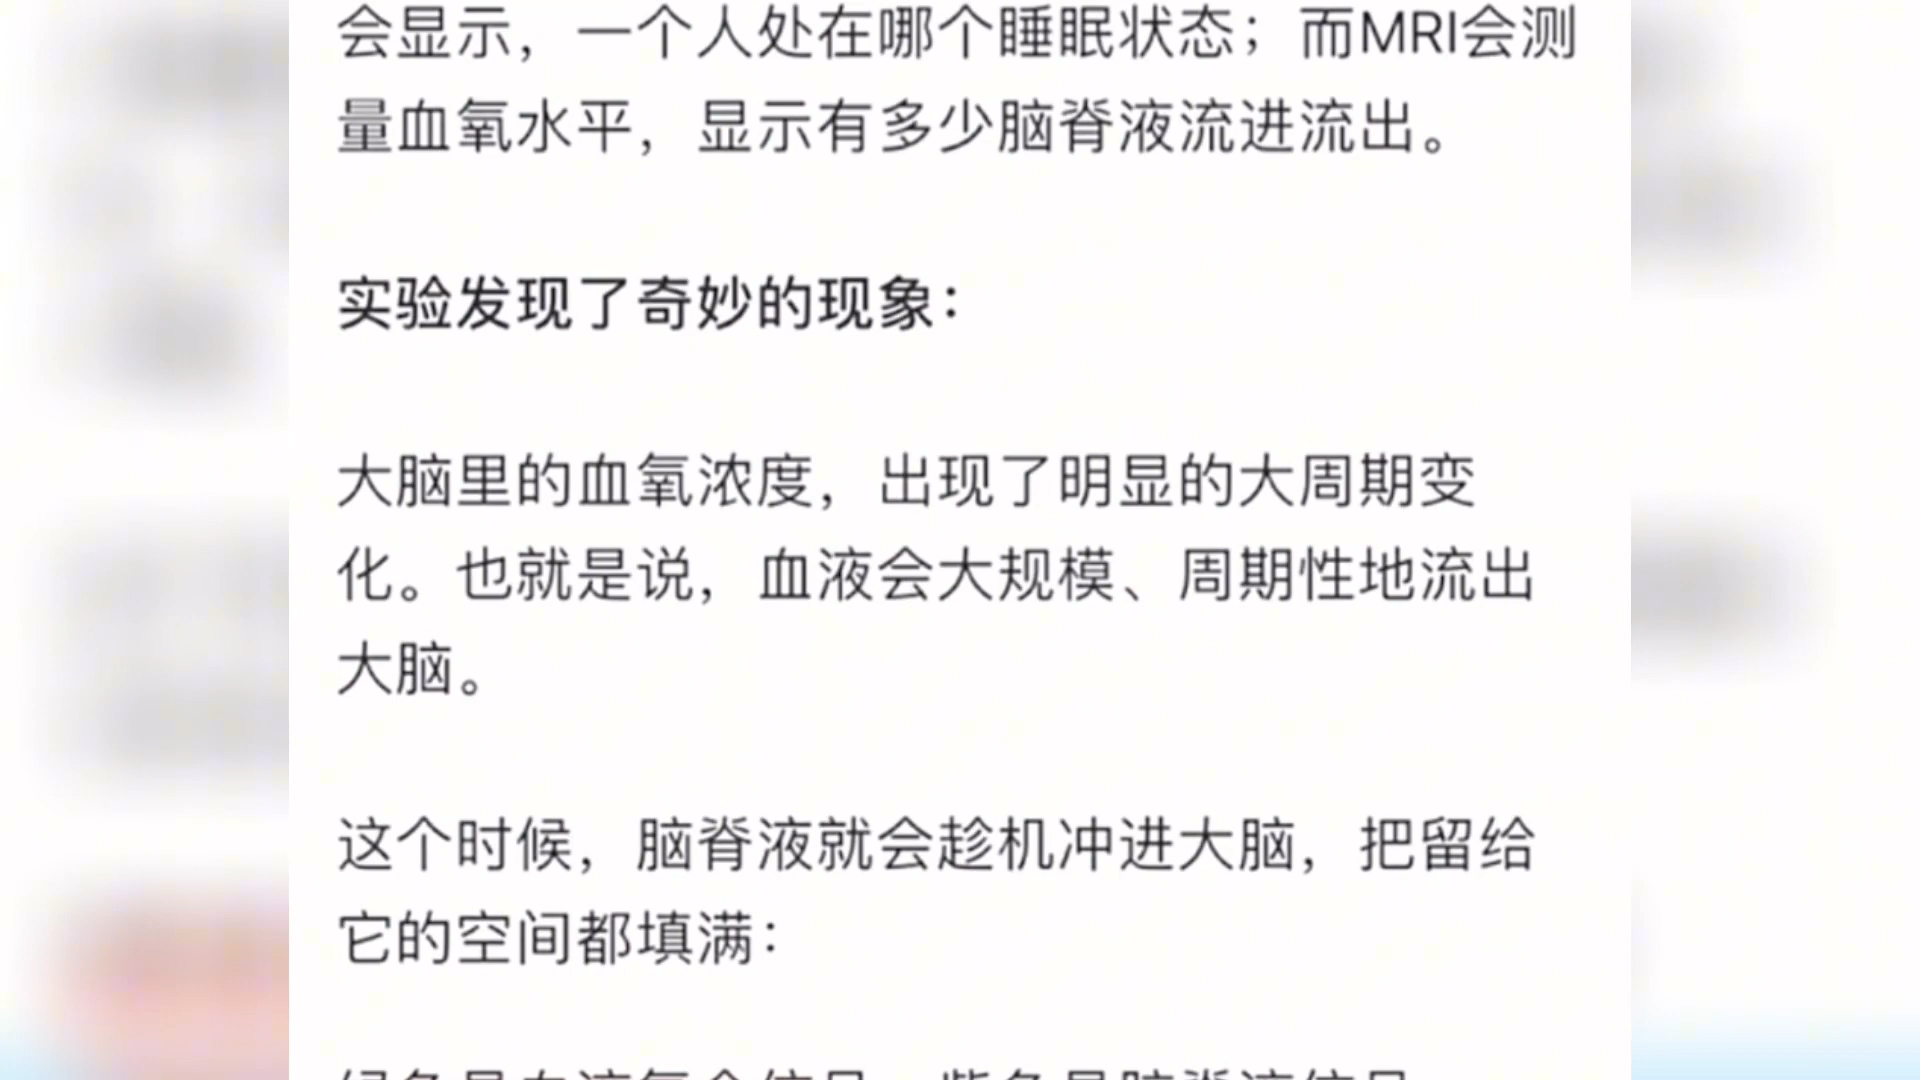 会显示，一个人处在哪个睡眠状态；而MRI会测
量血氧水平，显示有多少脑脊液流进流出。
实验发现了奇妙的现象：
大脑里的血氧浓度，出现了明显的大周期变
化。也就是说，血液会大规模、周期性地流出
大脑。
这个时候，脑脊液就会趁机冲进大脑，把留给
它的空间都填满：